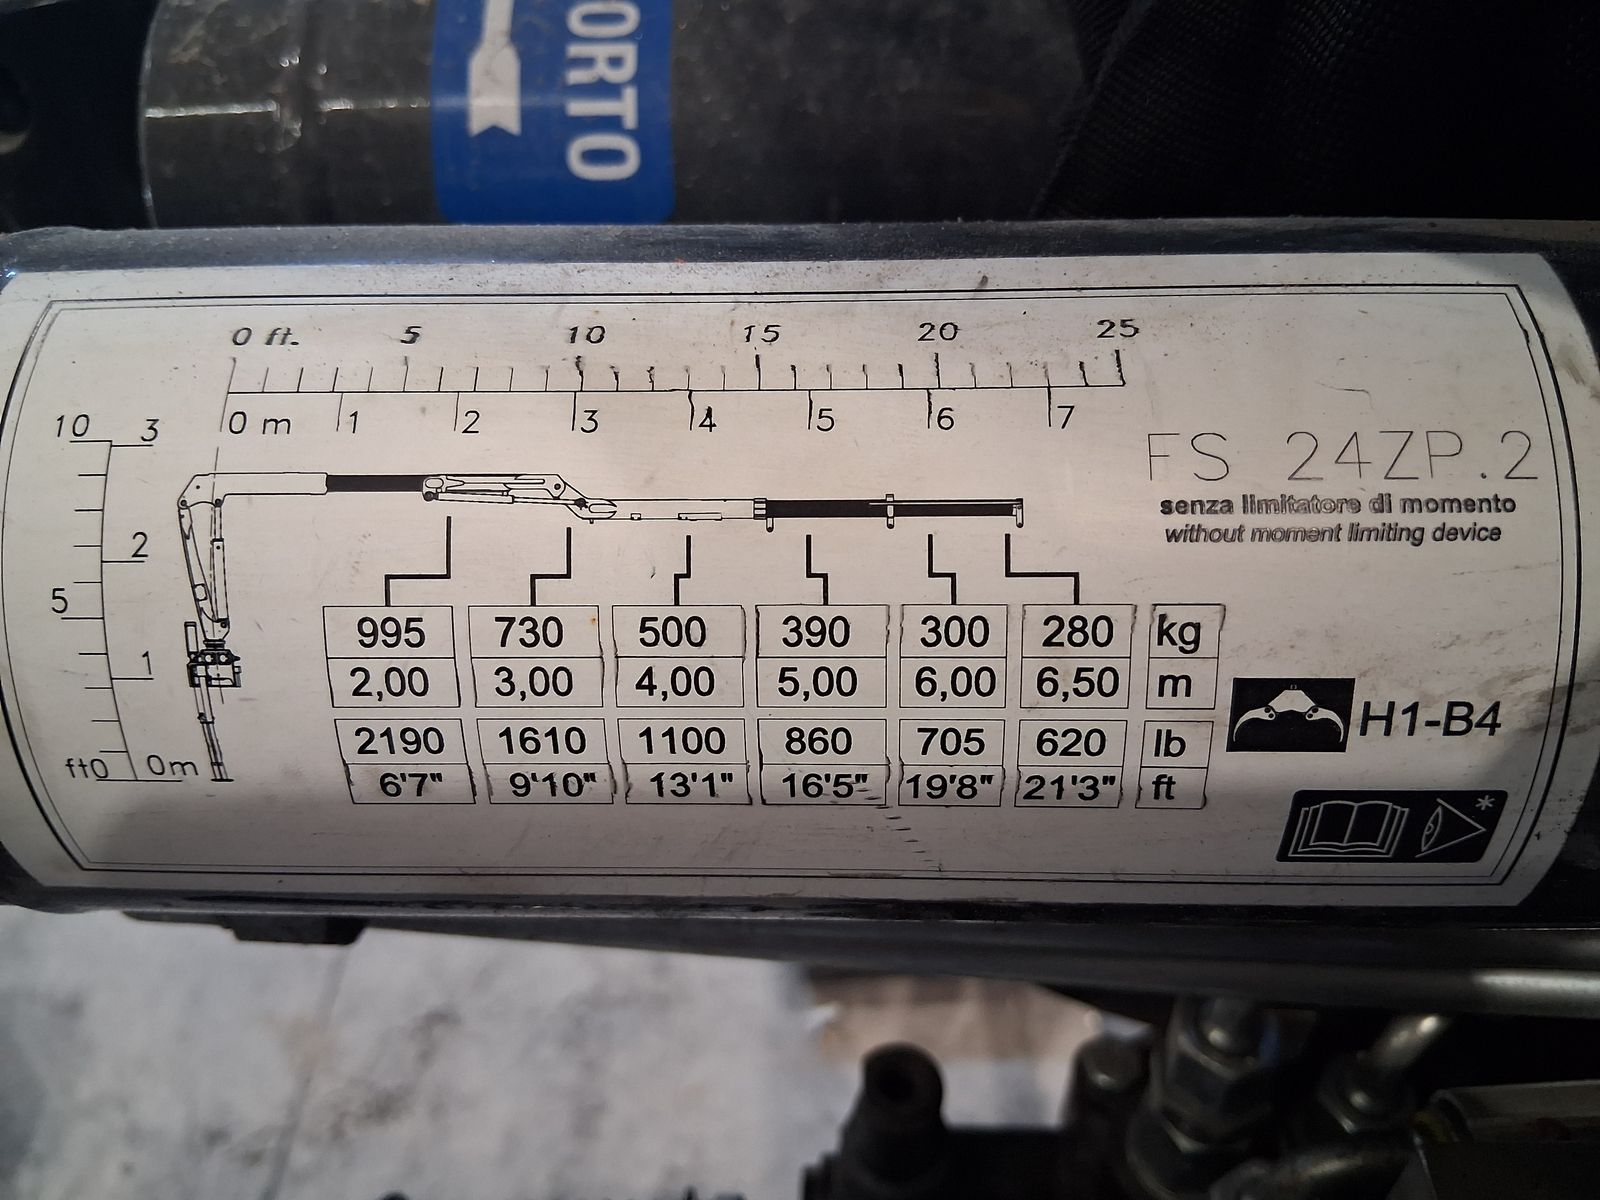 ORTO
0 ft. 5 10 15 20 25
0 m 1 2 3 4 5 6 7
10 3
2
5
1
ft0 0m
FS 24ZP.2
senza limitatore di momento
without moment limiting device
995 730 500 390 300 280 kg
2,00 3,00 4,00 5,00 6,00 6,50 m
2190 1610 1100 860 705 620 lb
6'7" 9'10" 13'1" 16'5" 19'8" 21'3" ft
H1-B4
*